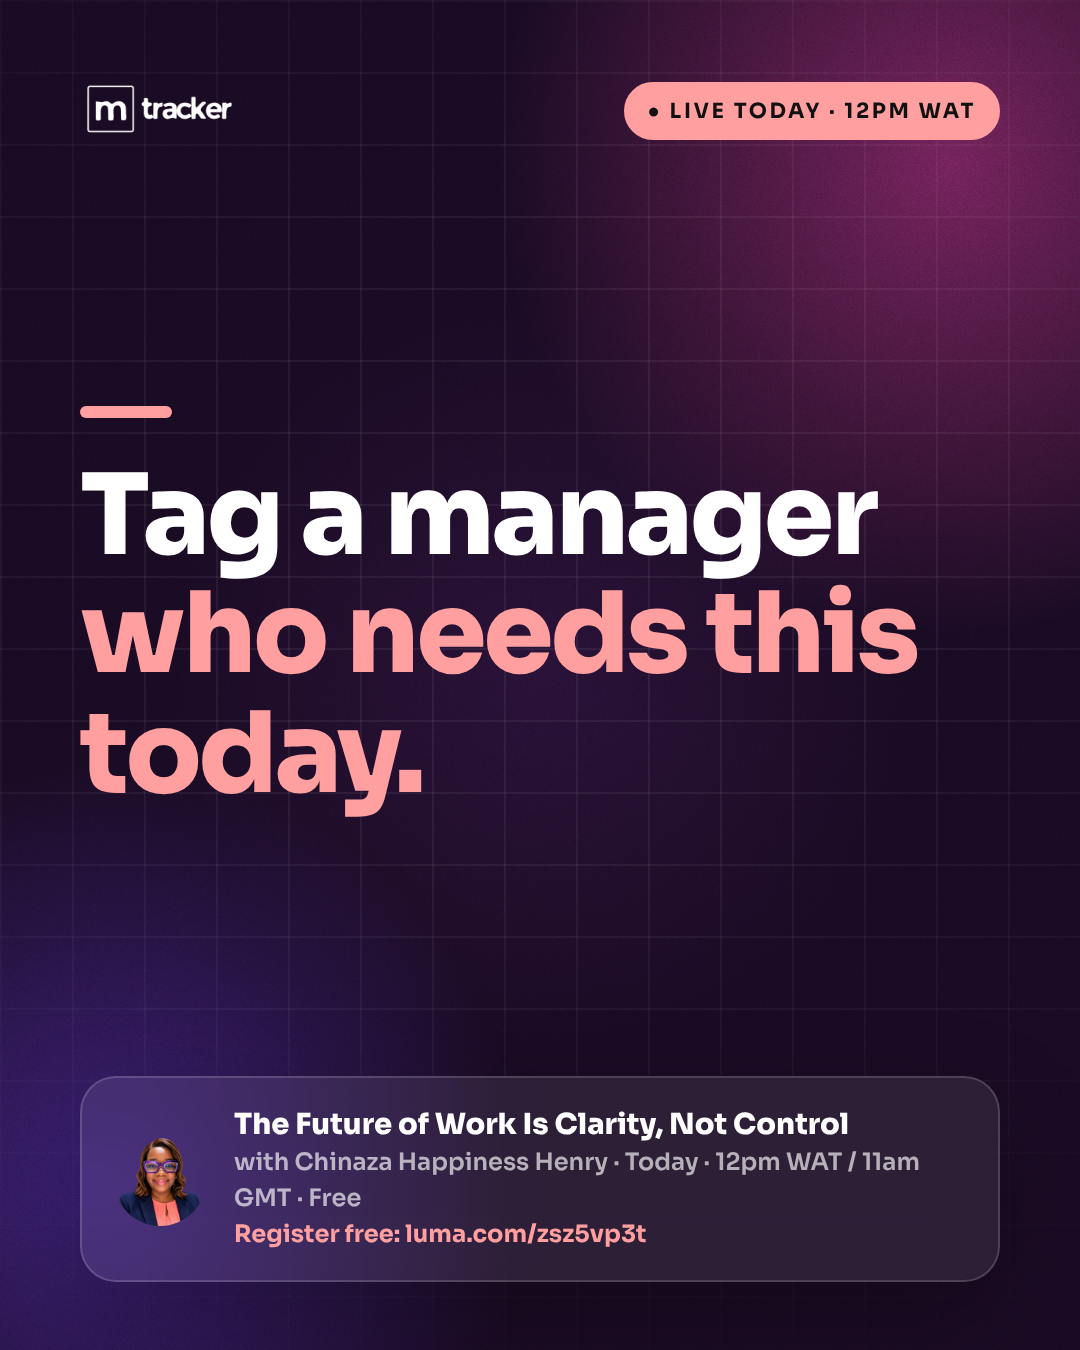 m tracker
• LIVE TODAY · 12PM WAT
Tag a manager
who needs this
today.
The Future of Work Is Clarity, Not Control
with Chinaza Happiness Henry · Today · 12pm WAT / 11am
GMT · Free
Register free: luma.com/zsz5vp3t